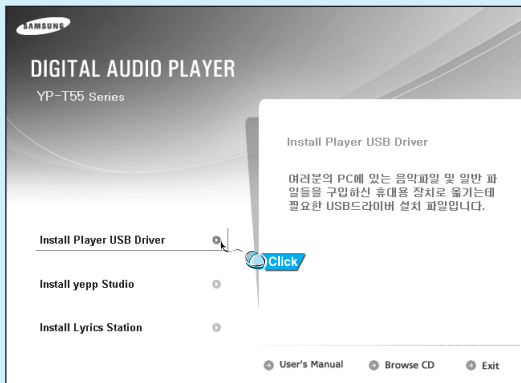 SAMSUNG
DIGITAL AUDIO PLAYER
YP-T55 Series
Install Player USB Driver
여러분의 PC에 있는 음악파일 및 일반 파
일들을 구입하신 휴대용 장치로 옮기는데
필요한 USB드라이버 설치 파일입니다.
Install Player USB Driver
Click
Install yepp Studio
Install Lyrics Station
User's Manual
Browse CD
Exit